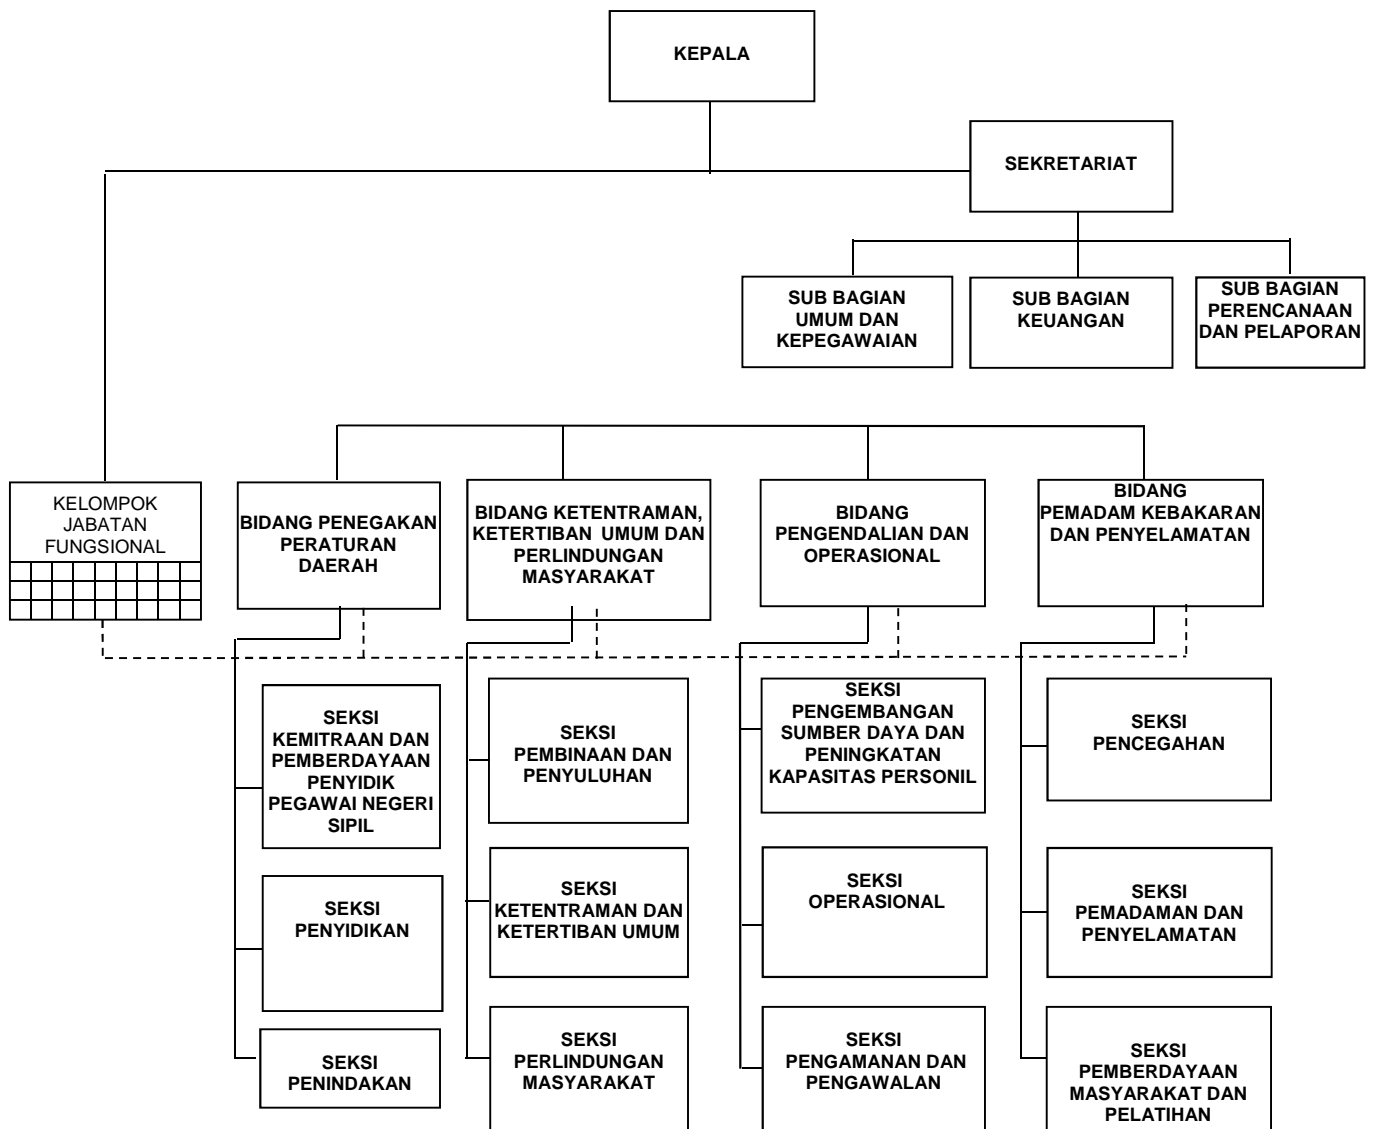 KEPALA
SEKRETARIAT
SUB BAGIAN
UMUM DAN
KEPEGAWAIAN
SUB BAGIAN
KEUANGAN
SUB BAGIAN
PERENCANAAN
DAN PELAPORAN
KELOMPOK
JABATAN
FUNGSIONAL
BIDANG PENEGAKAN
PERATURAN
DAERAH
BIDANG KETENTRAMAN,
KETERTIBAN UMUM DAN
PERLINDUNGAN
MASYARAKAT
BIDANG
PENGENDALIAN DAN
OPERASIONAL
BIDANG
PEMADAM KEBAKARAN
DAN PENYELAMATAN
SEKSI
KEMITRAAN DAN
PEMBERDAYAAN
PENYIDIK
PEGAWAI NEGERI
SIPIL
SEKSI
PEMBINAAN DAN
PENYULUHAN
SEKSI
PENGEMBANGAN
SUMBER DAYA DAN
PENINGKATAN
KAPASITAS PERSONIL
SEKSI
PENCEGAHAN
SEKSI
PENYIDIKAN
SEKSI
KETENTRAMAN DAN
KETERTIBAN UMUM
SEKSI
OPERASIONAL
SEKSI
PEMADAMAN DAN
PENYELAMATAN
SEKSI
PENINDAKAN
SEKSI
PERLINDUNGAN
MASYARAKAT
SEKSI
PENGAMANAN DAN
PENGAWALAN
SEKSI
PEMBERDAYAAN
MASYARAKAT DAN
PELATIHAN